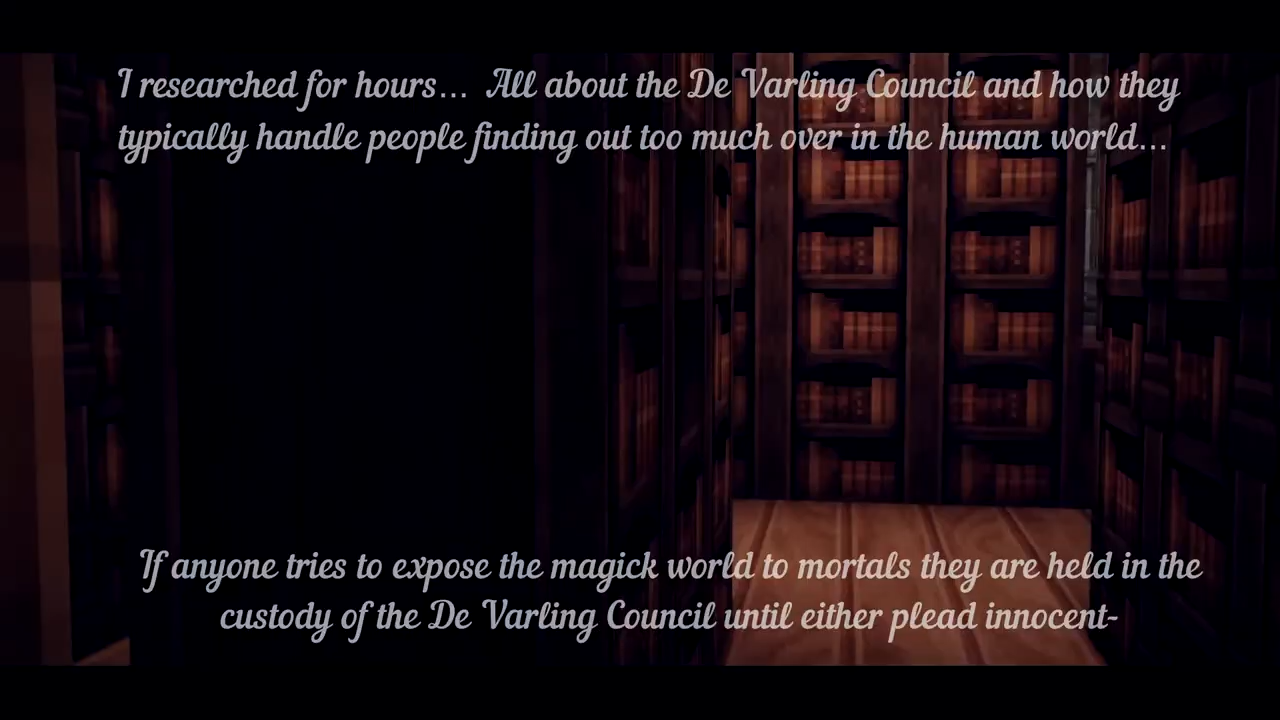 I researched for hours... All about the De Varling Council and how they
typically handle people finding out too much over in the human world...
If anyone tries to expose the magick world to mortals they are held in the
custody of the De Varling Council until either plead innocent-